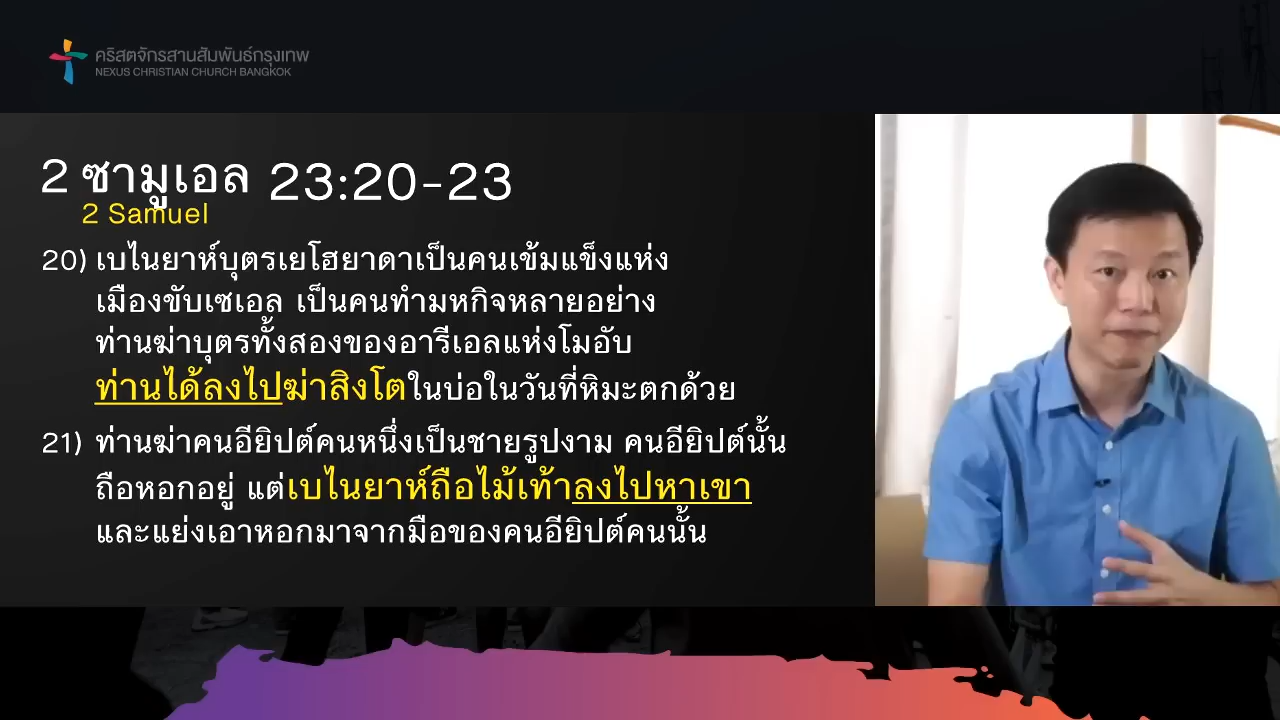 คริสตจักรสานสัมพันธ์กรุงเทพ
NEXUS CHRISTIAN CHURCH BANGKOK
2 ซามูเอล 23:20-23
2 Samuel
20) เบไนยาห์บุตรเยโฮยาดาเป็นคนเข้มแข็งแห่ง
เมืองขับเซเอล เป็นคนทำมหกิจหลายอย่าง
ท่านฆ่าบุตรทั้งสองของอารีเอลแห่งโมอับ
ท่านได้ลงไปฆ่าสิงโตในบ่อในวันที่หิมะตกด้วย
21) ท่านฆ่าคนอียิปต์คนหนึ่งเป็นชายรูปงาม คนอียิปต์นั้น
ถือหอกอยู่ แต่เบไนยาห์ถือไม้เท้าลงไปหาเขา
และแย่งเอาหอกมาจากมือของคนอียิปต์คนนั้น